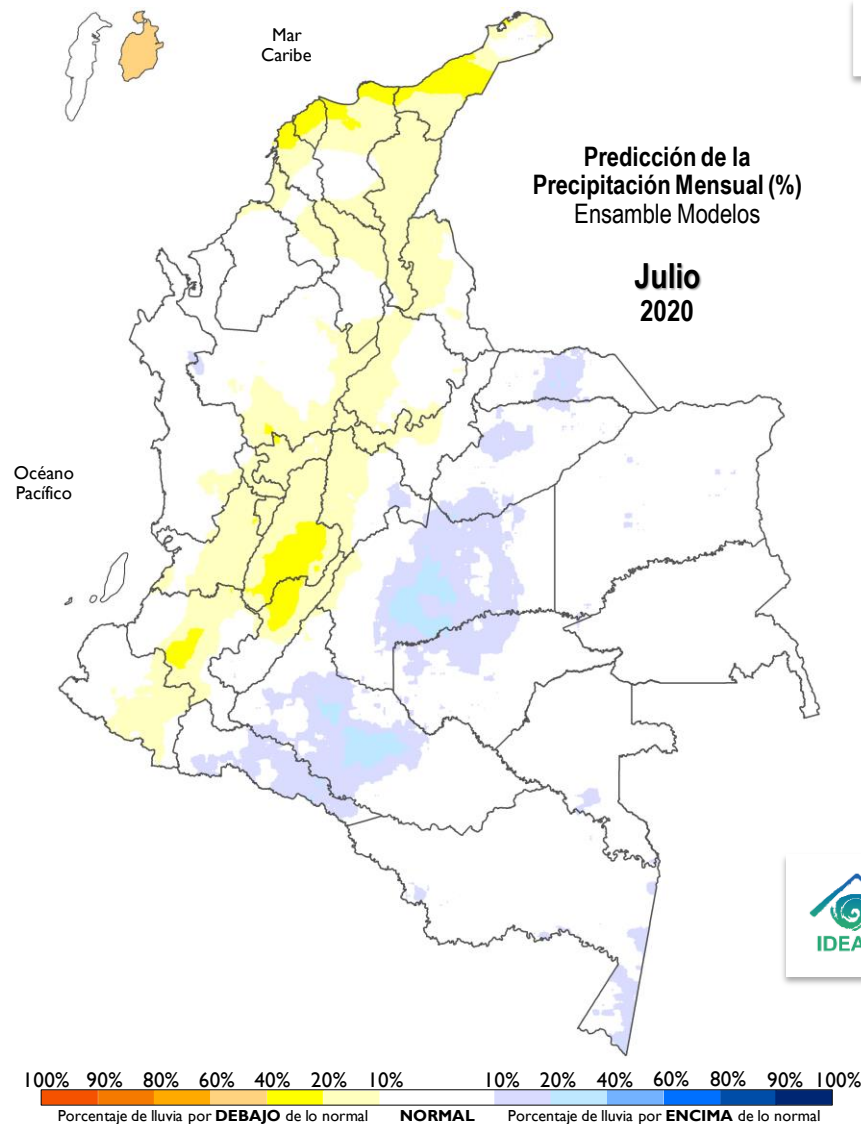 Mar
Caribe
Predicción de la
Precipitación Mensual (%)
Ensamble Modelos
Julio
2020
Océano
Pacífico
100% 90% 80% 60% 40% 20% 10% 10% 20% 40% 60% 80% 90% 100%
Porcentaje de lluvia por DEBAJO de lo normal NORMAL Porcentaje de lluvia por ENCIMA de lo normal